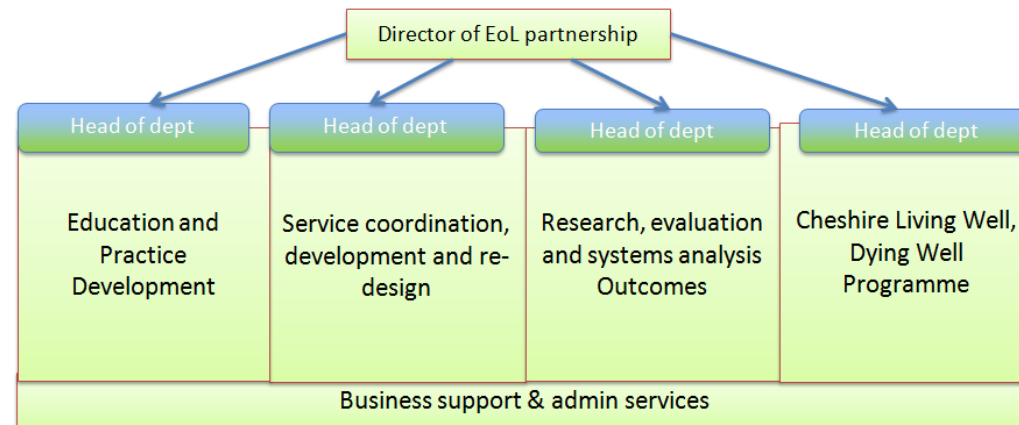 Director of EoL partnership
Head of dept
Head of dept
Head of dept
Head of dept
Education and
Practice
Development
Service coordination,
development and re-
design
Research, evaluation
and systems analysis
Outcomes
Cheshire Living Well,
Dying Well
Programme
Business support & admin services